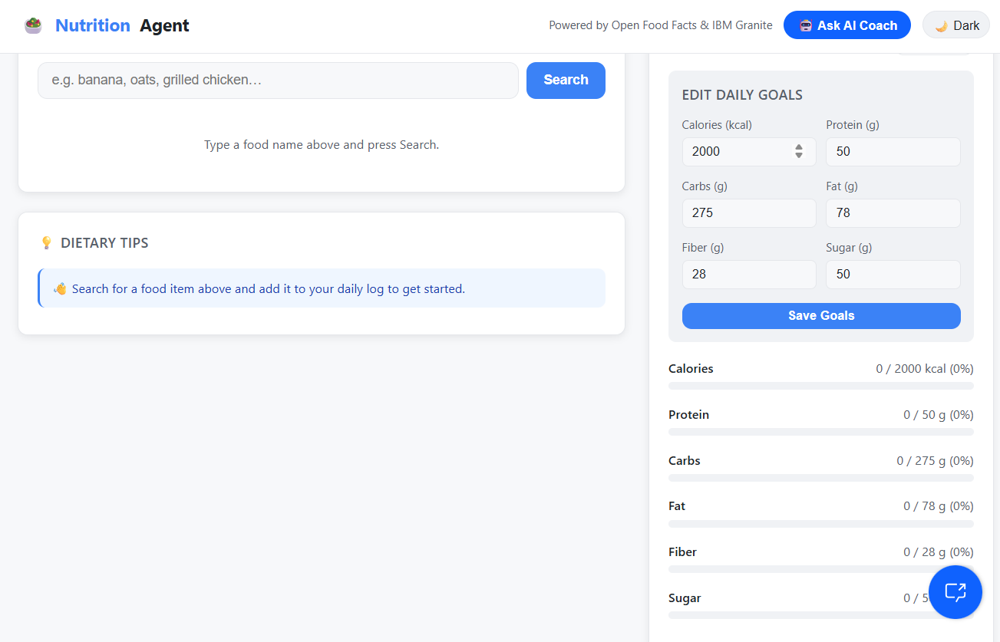 Nutrition Agent
Powered by Open Food Facts & IBM Granite
Ask AI Coach
Dark
e.g. banana, oats, grilled chicken…
Search
Type a food name above and press Search.
DIETARY TIPS
Search for a food item above and add it to your daily log to get started.
EDIT DAILY GOALS
Calories (kcal) Protein (g)
2000 50
Carbs (g) Fat (g)
275 78
Fiber (g) Sugar (g)
28 50
Save Goals
Calories 0 / 2000 kcal (0%)
Protein 0 / 50 g (0%)
Carbs 0 / 275 g (0%)
Fat 0 / 78 g (0%)
Fiber 0 / 28 g (0%)
Sugar 0 / 5